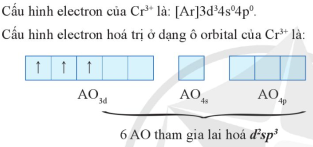 Cấu hình electron của Cr³⁺ là: [Ar]3d³4s⁰4p⁰.
Cấu hình electron hoá trị ở dạng ô orbital của Cr³⁺ là:
↑ ↑ ↑
AO3d AO4s AO4p
6 AO tham gia lai hoá d²sp³